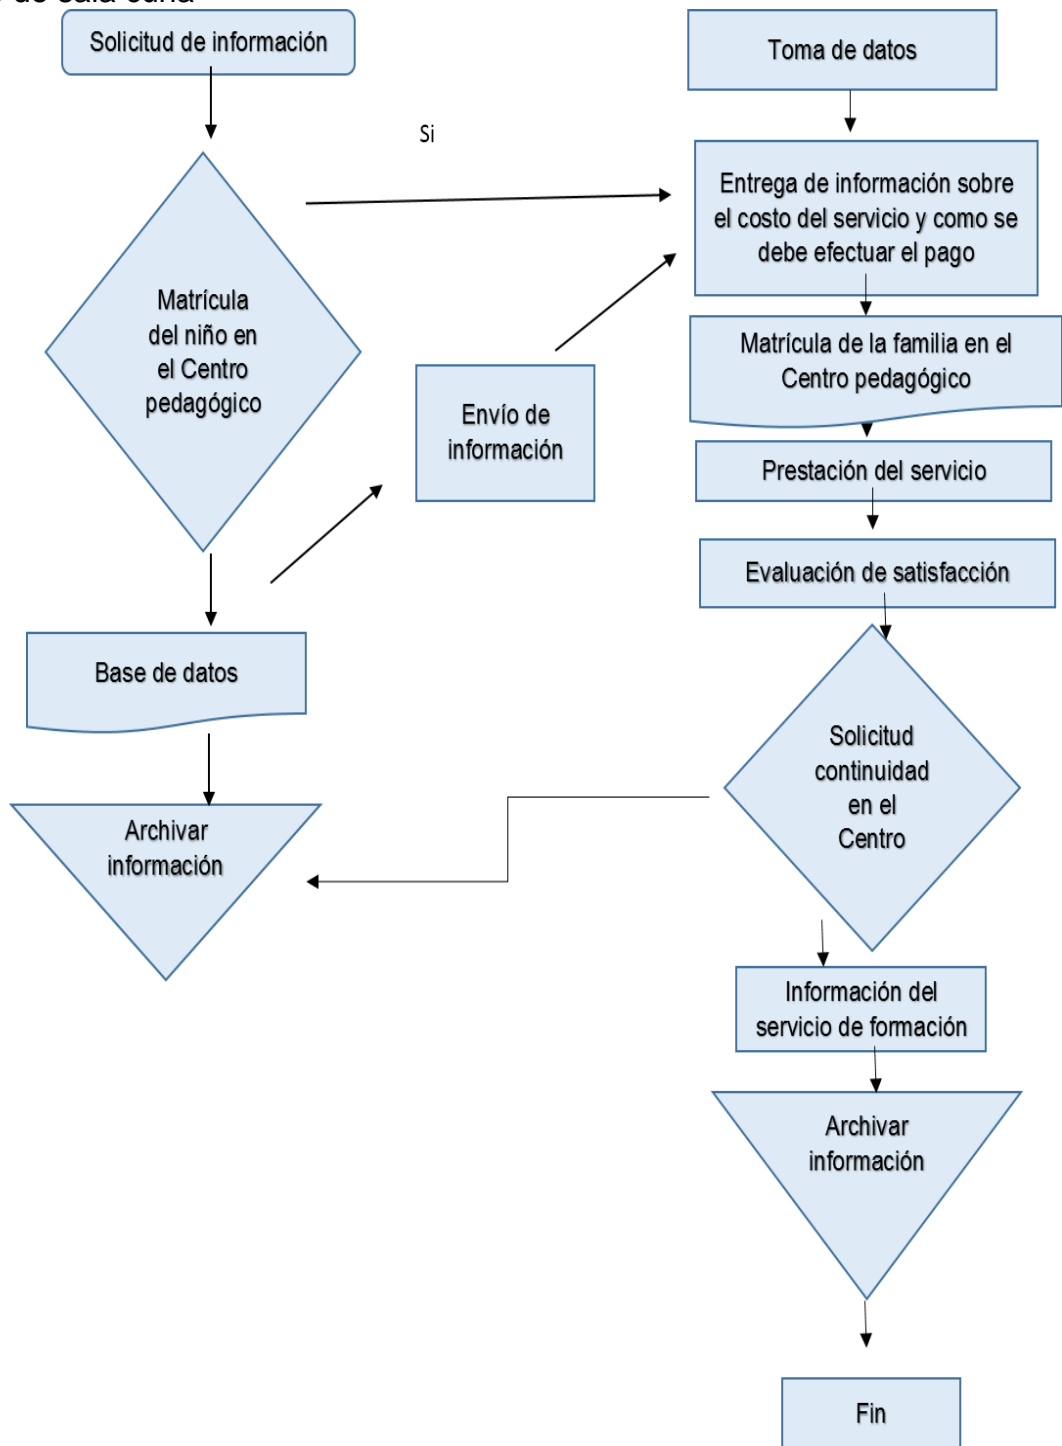 de sala cuna
Solicitud de información
Si
Matrícula
del niño en
el Centro
pedagógico
Envío de
información
Base de datos
Archivar
información
Toma de datos
Entrega de información sobre
el costo del servicio y como se
debe efectuar el pago
Matrícula de la familia en el
Centro pedagógico
Prestación del servicio
Evaluación de satisfacción
Solicitud
continuidad
en el
Centro
Información del
servicio de formación
Archivar
información
Fin